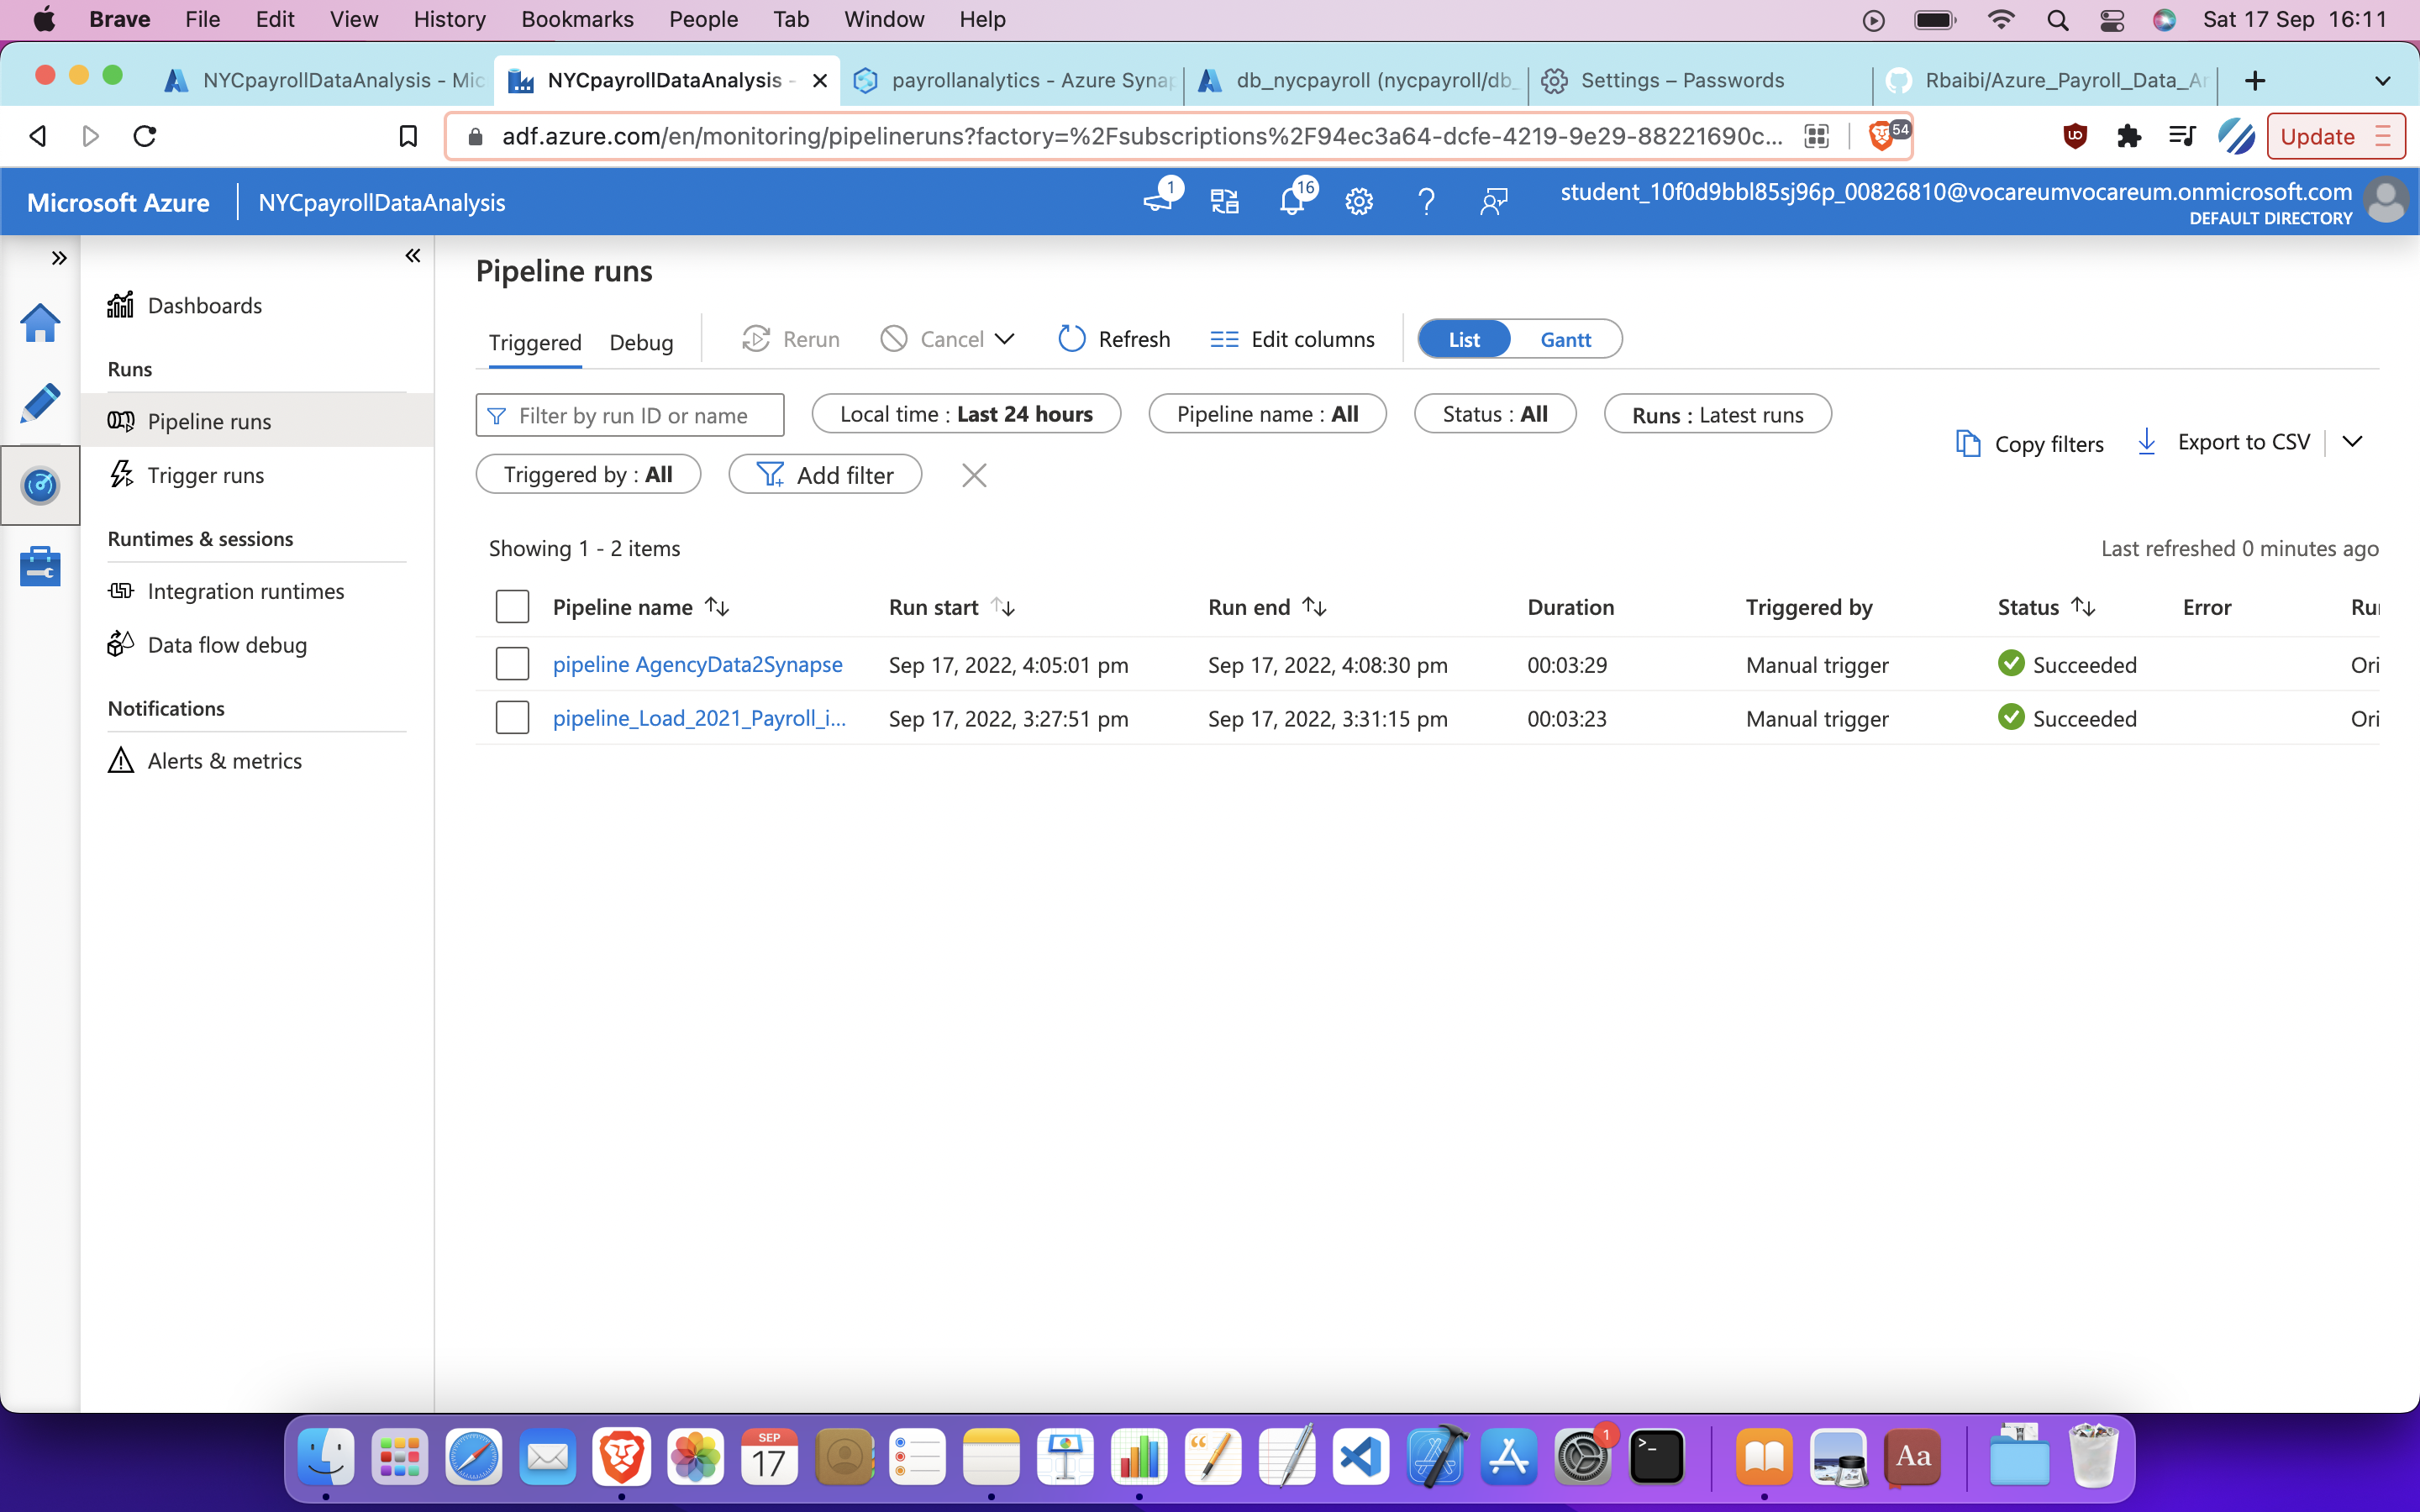 Brave File Edit View History Bookmarks People Tab Window Help Sat 17 Sep 16:11
NYCpayrollDataAnalysis - Mic NYCpayrollDataAnalysis - payrollanalytics - Azure Synap db_nycpayroll (nycpayroll/db_ Settings – Passwords Rbaibi/Azure_Payroll_Data_Ar
adf.azure.com/en/monitoring/pipelineruns?factory=%2Fsubscriptions%2F94ec3a64-dcfe-4219-9e29-88221690c... 54 Update
Microsoft Azure NYCpayrollDataAnalysis 1 16 student_10f0d9bbl85sj96p_00826810@vocareumvocareum.onmicrosoft.com
DEFAULT DIRECTORY
Dashboards
Runs
Pipeline runs
Trigger runs
Runtimes & sessions
Integration runtimes
Data flow debug
Notifications
Alerts & metrics
Pipeline runs
Triggered Debug Rerun Cancel Refresh Edit columns List Gantt
Filter by run ID or name Local time : Last 24 hours Pipeline name : All Status : All Runs : Latest runs
Triggered by : All Add filter
Copy filters Export to CSV
Showing 1 - 2 items Last refreshed 0 minutes ago
Pipeline name Run start Run end Duration Triggered by Status Error Ru
pipeline AgencyData2Synapse Sep 17, 2022, 4:05:01 pm Sep 17, 2022, 4:08:30 pm 00:03:29 Manual trigger Succeeded Ori
pipeline_Load_2021_Payroll_i... Sep 17, 2022, 3:27:51 pm Sep 17, 2022, 3:31:15 pm 00:03:23 Manual trigger Succeeded Ori
SEP
17
1
Aa